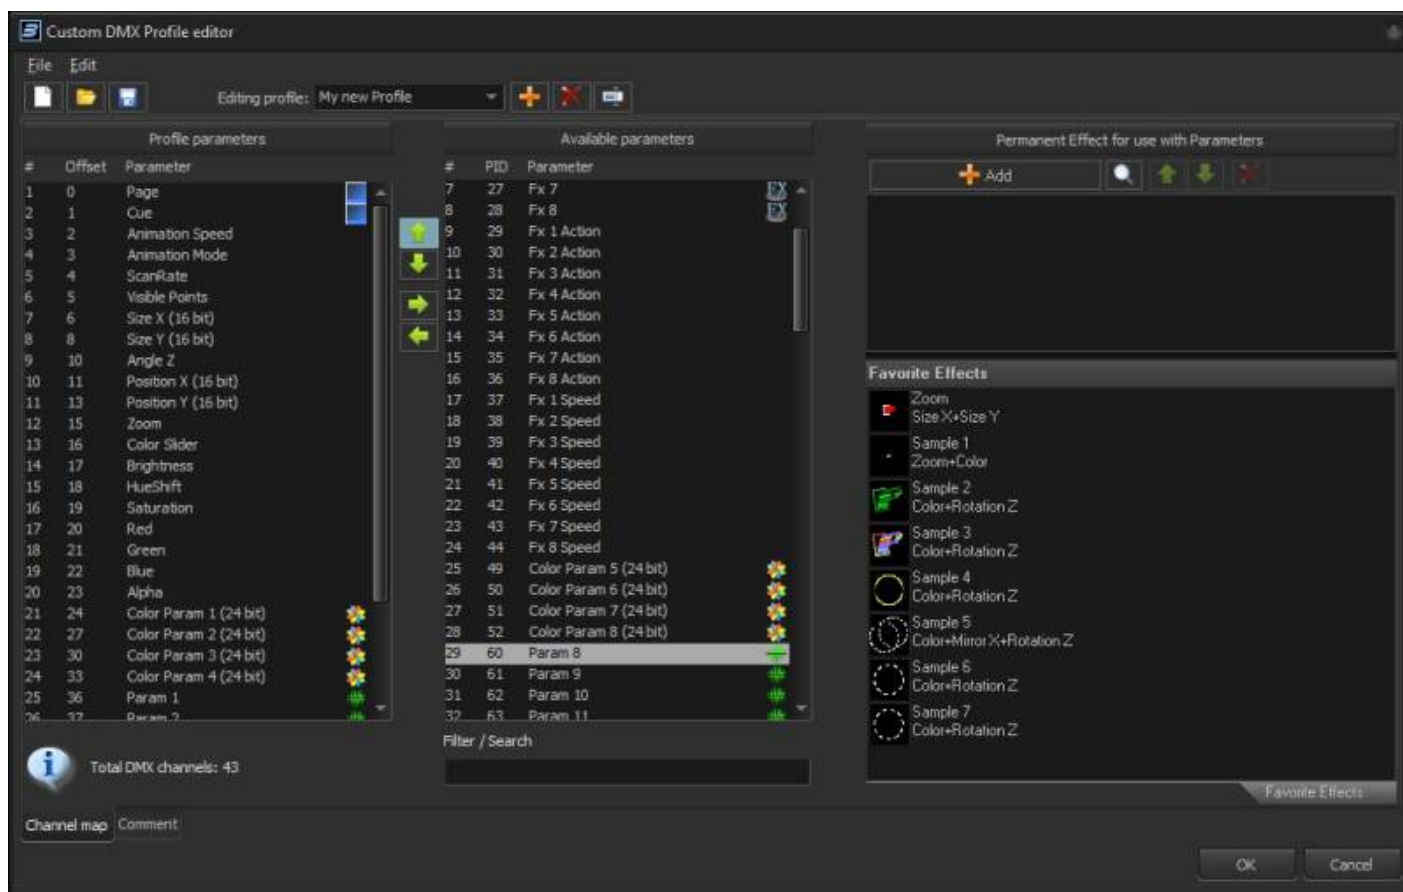 Custom DMX Profile editor
File Edit
Editing profile: My new Profile
Profile parameters
# Offset Parameter
1 0 Page
2 1 Cue
3 2 Animation Speed
4 3 Animation Mode
5 4 ScanRate
6 5 Visible Points
7 6 Size X (16 bit)
8 8 Size Y (16 bit)
9 10 Angle Z
10 11 Position X (16 bit)
11 13 Position Y (16 bit)
12 15 Zoom
13 16 Color Slider
14 17 Brightness
15 18 HueShift
16 19 Saturation
17 20 Red
18 21 Green
19 22 Blue
20 23 Alpha
21 24 Color Param 1 (24 bit)
22 27 Color Param 2 (24 bit)
23 30 Color Param 3 (24 bit)
24 33 Color Param 4 (24 bit)
25 36 Param 1
26 37 Param 2
Total DMX channels: 43
Available parameters
# PID Parameter
7 27 Fx 7 FX
8 28 Fx 8 FX
9 29 Fx 1 Action
10 30 Fx 2 Action
11 31 Fx 3 Action
12 32 Fx 4 Action
13 33 Fx 5 Action
14 34 Fx 6 Action
15 35 Fx 7 Action
16 36 Fx 8 Action
17 37 Fx 1 Speed
18 38 Fx 2 Speed
19 39 Fx 3 Speed
20 40 Fx 4 Speed
21 41 Fx 5 Speed
22 42 Fx 6 Speed
23 43 Fx 7 Speed
24 44 Fx 8 Speed
25 49 Color Param 5 (24 bit)
26 50 Color Param 6 (24 bit)
27 51 Color Param 7 (24 bit)
28 52 Color Param 8 (24 bit)
29 60 Param 8
30 61 Param 9
31 62 Param 10
32 63 Param 11
Filter / Search
Permanent Effect for use with Parameters
Add
Favorite Effects
Zoom
Size X+Size Y
Sample 1
Zoom+Color
Sample 2
Color+Rotation Z
Sample 3
Color+Rotation Z
Sample 4
Color+Rotation Z
Sample 5
Color+Mirror X+Rotation Z
Sample 6
Color+Rotation Z
Sample 7
Color+Rotation Z
Favorite Effects
Channel map Comment
OK Cancel